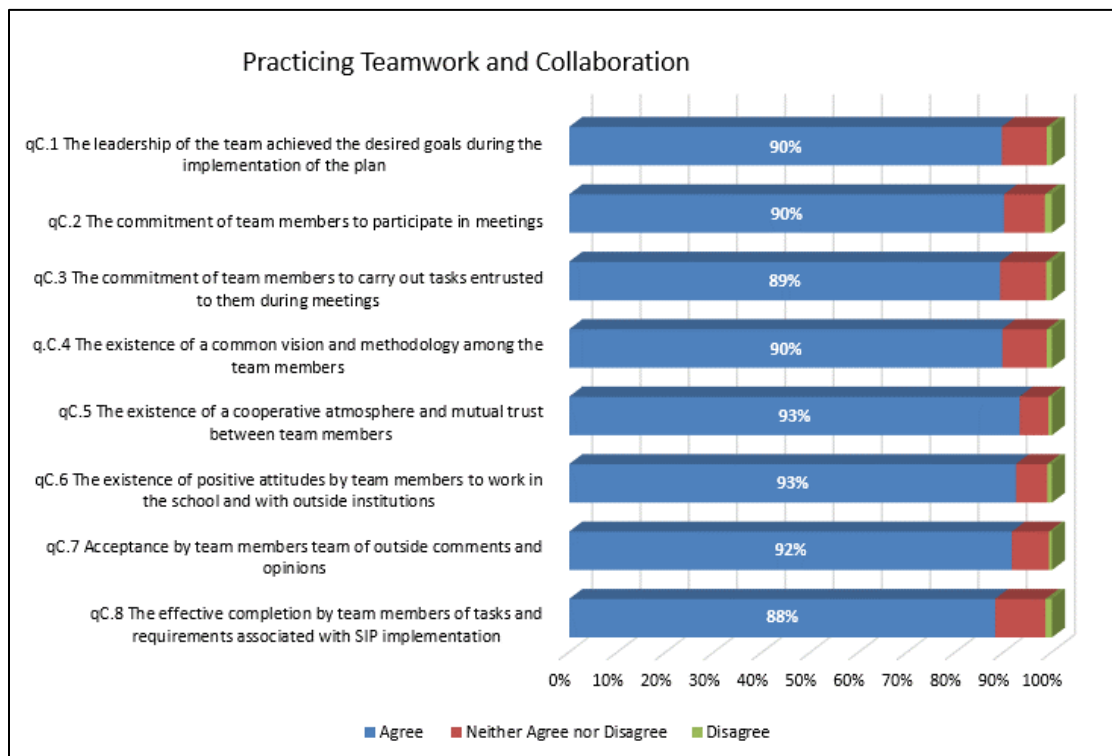 Practicing Teamwork and Collaboration
qC.1 The leadership of the team achieved the desired goals during the
implementation of the plan
90%
qC.2 The commitment of team members to participate in meetings
90%
qC.3 The commitment of team members to carry out tasks entrusted
to them during meetings
89%
q.C.4 The existence of a common vision and methodology among the
team members
90%
qC.5 The existence of a cooperative atmosphere and mutual trust
between team members
93%
qC.6 The existence of positive attitudes by team members to work in
the school and with outside institutions
93%
qC.7 Acceptance by team members team of outside comments and
opinions
92%
qC.8 The effective completion by team members of tasks and
requirements associated with SIP implementation
88%
0% 10% 20% 30% 40% 50% 60% 70% 80% 90% 100%
Agree Neither Agree nor Disagree Disagree